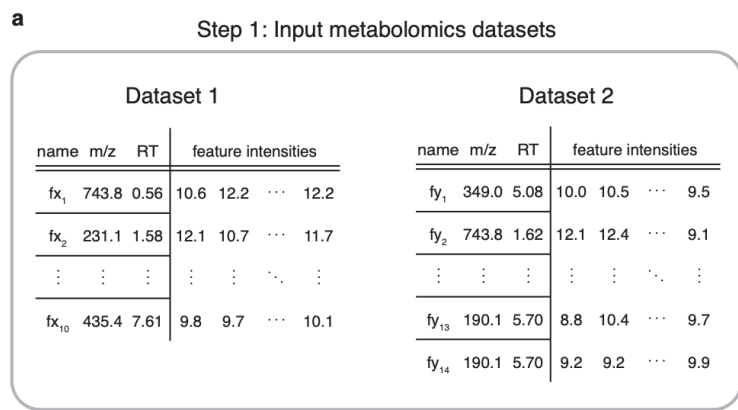 a
Step 1: Input metabolomics datasets
Dataset 1
name m/z RT feature intensities
fx₁ 743.8 0.56 10.6 12.2 ⋯ 12.2
fx₂ 231.1 1.58 12.1 10.7 ⋯ 11.7
⋮ ⋮ ⋮ ⋮ ⋮ ⋱ ⋮
fx₁₀ 435.4 7.61 9.8 9.7 ⋯ 10.1
Dataset 2
name m/z RT feature intensities
fy₁ 349.0 5.08 10.0 10.5 ⋯ 9.5
fy₂ 743.8 1.62 12.1 12.4 ⋯ 9.1
⋮ ⋮ ⋮ ⋮ ⋮ ⋱ ⋮
fy₁₃ 190.1 5.70 8.8 10.4 ⋯ 9.7
fy₁₄ 190.1 5.70 9.2 9.2 ⋯ 9.9